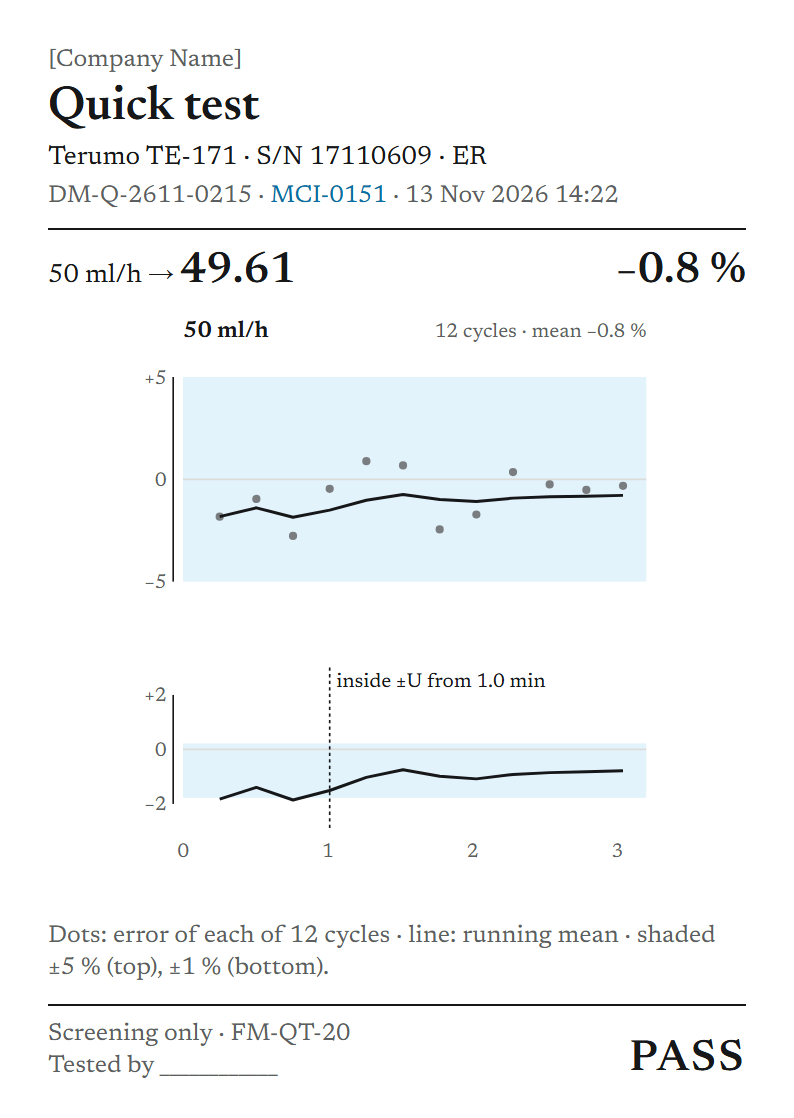 [Company Name]
Quick test
Terumo TE-171 · S/N 17110609 · ER
DM-Q-2611-0215 · MCI-0151 · 13 Nov 2026 14:22
50 ml/h → 49.61 −0.8 %
50 ml/h 12 cycles · mean −0.8 %
+5
0
−5
inside ±U from 1.0 min
+2
0
−2
0 1 2 3
Dots: error of each of 12 cycles · line: running mean · shaded
±5 % (top), ±1 % (bottom).
Screening only · FM-QT-20
Tested by ____________
PASS